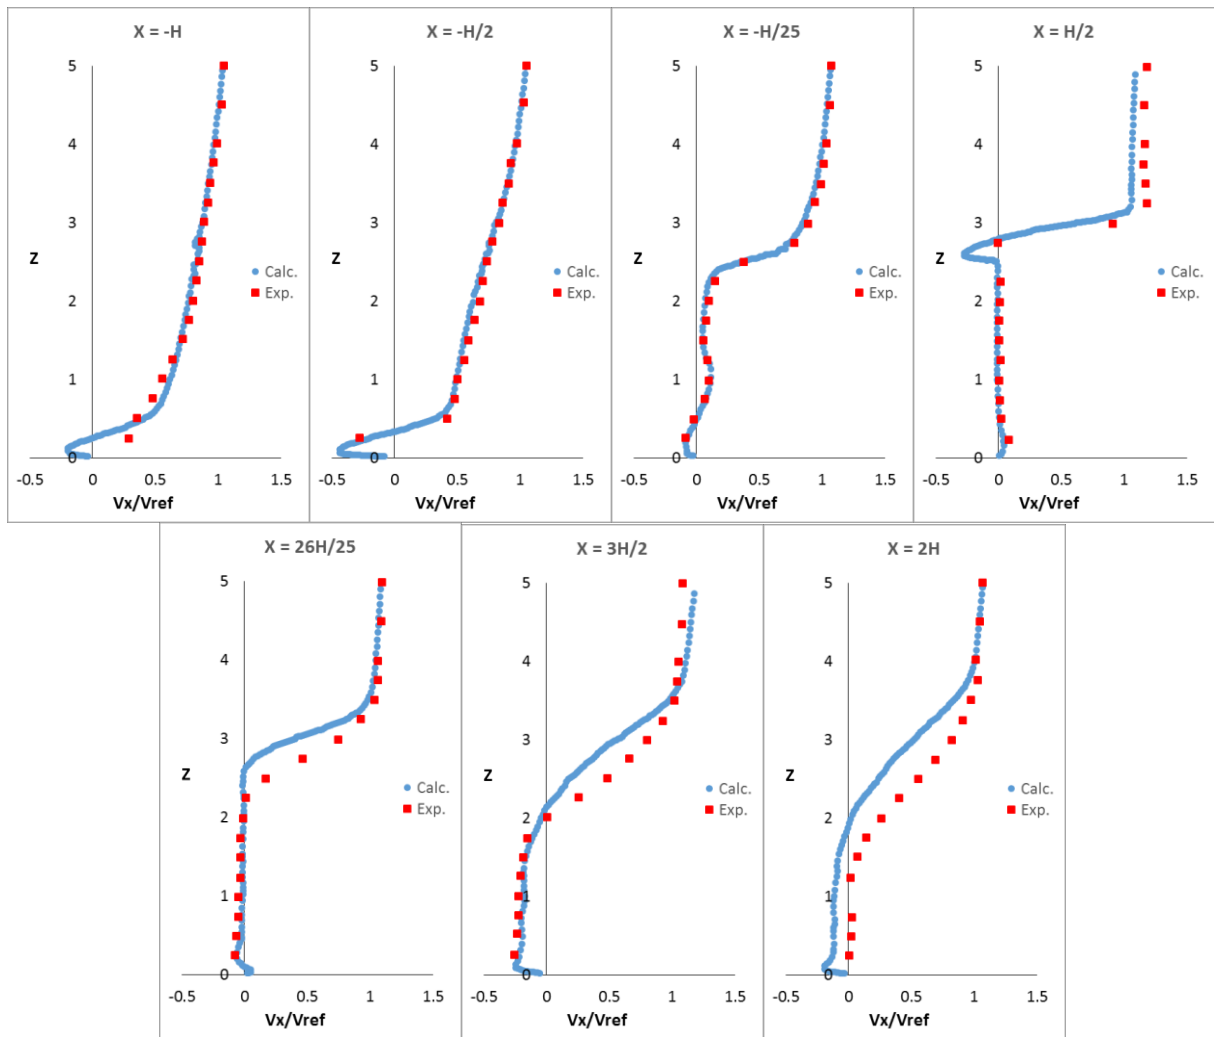 X = -H
5
4
3
Z
2
1
0
-0.5 0 0.5 1 1.5
Vx/Vref
Calc.
Exp.
X = -H/2
5
4
3
Z
2
1
0
-0.5 0 0.5 1 1.5
Vx/Vref
Calc.
Exp.
X = -H/25
5
4
3
Z
2
1
0
-0.5 0 0.5 1 1.5
Vx/Vref
Calc.
Exp.
X = H/2
5
4
3
Z
2
1
0
-0.5 0 0.5 1 1.5
Vx/Vref
Calc.
Exp.
X = 26H/25
5
4
3
Z
2
1
0
-0.5 0 0.5 1 1.5
Vx/Vref
Calc.
Exp.
X = 3H/2
5
4
3
Z
2
1
0
-0.5 0 0.5 1 1.5
Vx/Vref
Calc.
Exp.
X = 2H
5
4
3
Z
2
1
0
-0.5 0 0.5 1 1.5
Vx/Vref
Calc.
Exp.